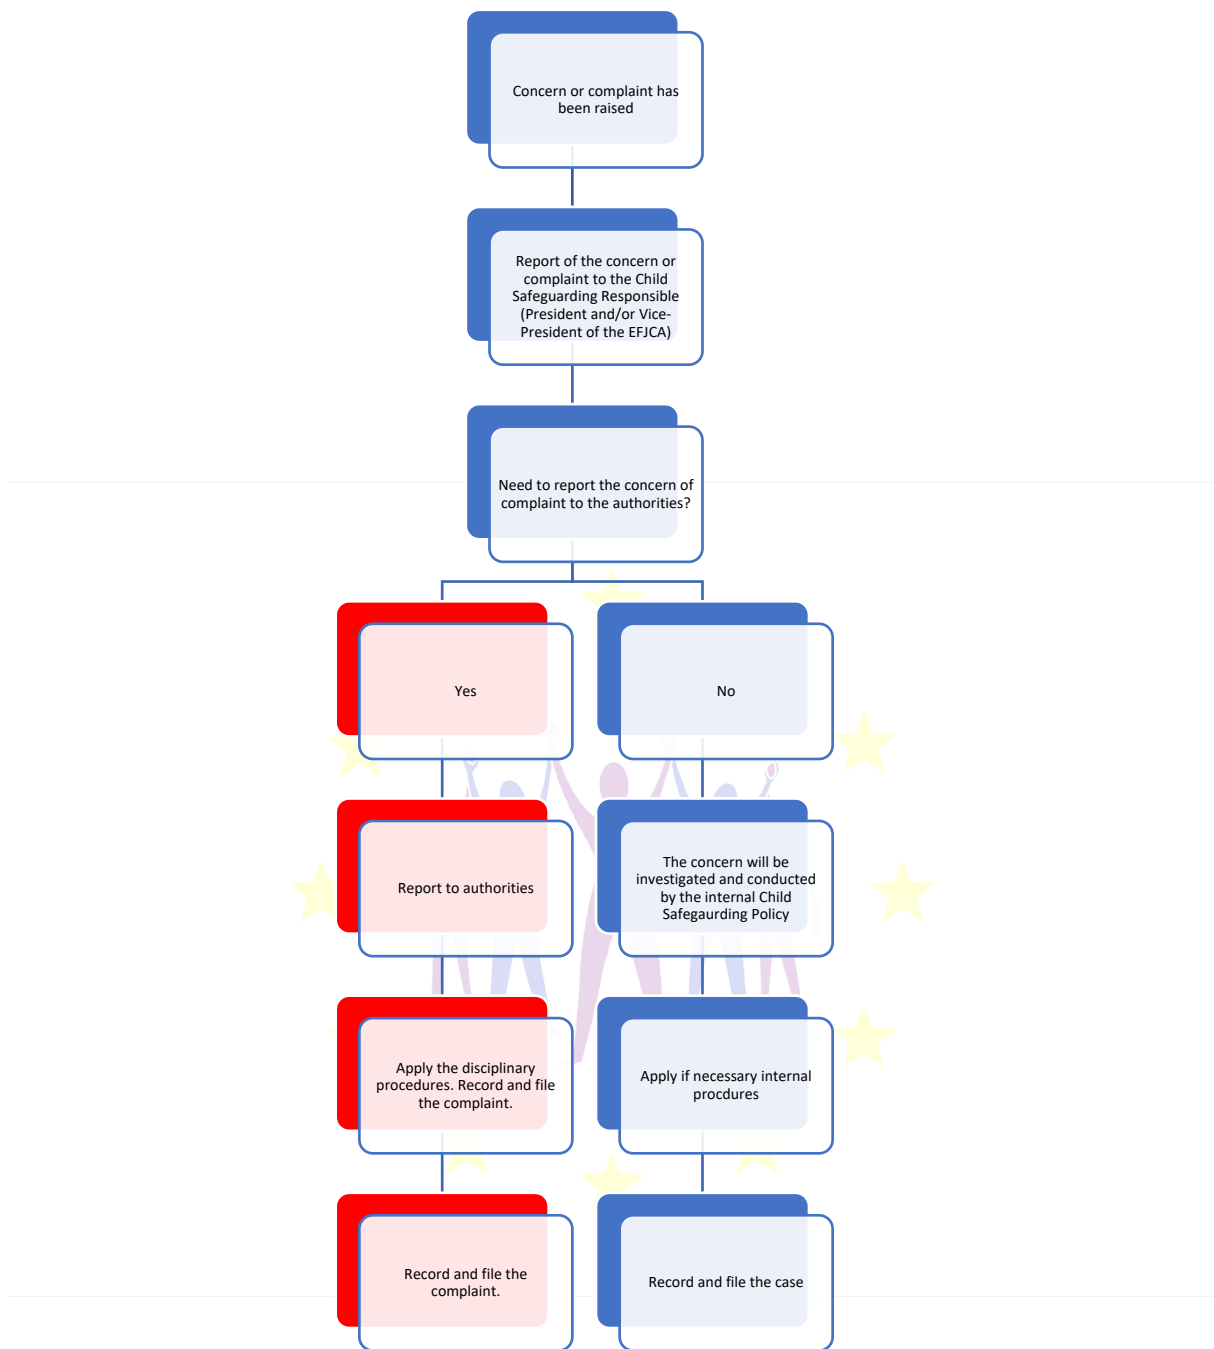 Concern or complaint has
been raised
Report of the concern or
complaint to the Child
Safeguarding Responsible
(President and/or Vice-
President of the EFJCA)
Need to report the concern of
complaint to the authorities?
Yes
No
Report to authorities
The concern will be
investigated and conducted
by the internal Child
Safegaurding Policy
Apply the disciplinary
procedures. Record and file
the complaint.
Apply if necessary internal
procdures
Record and file the
complaint.
Record and file the case